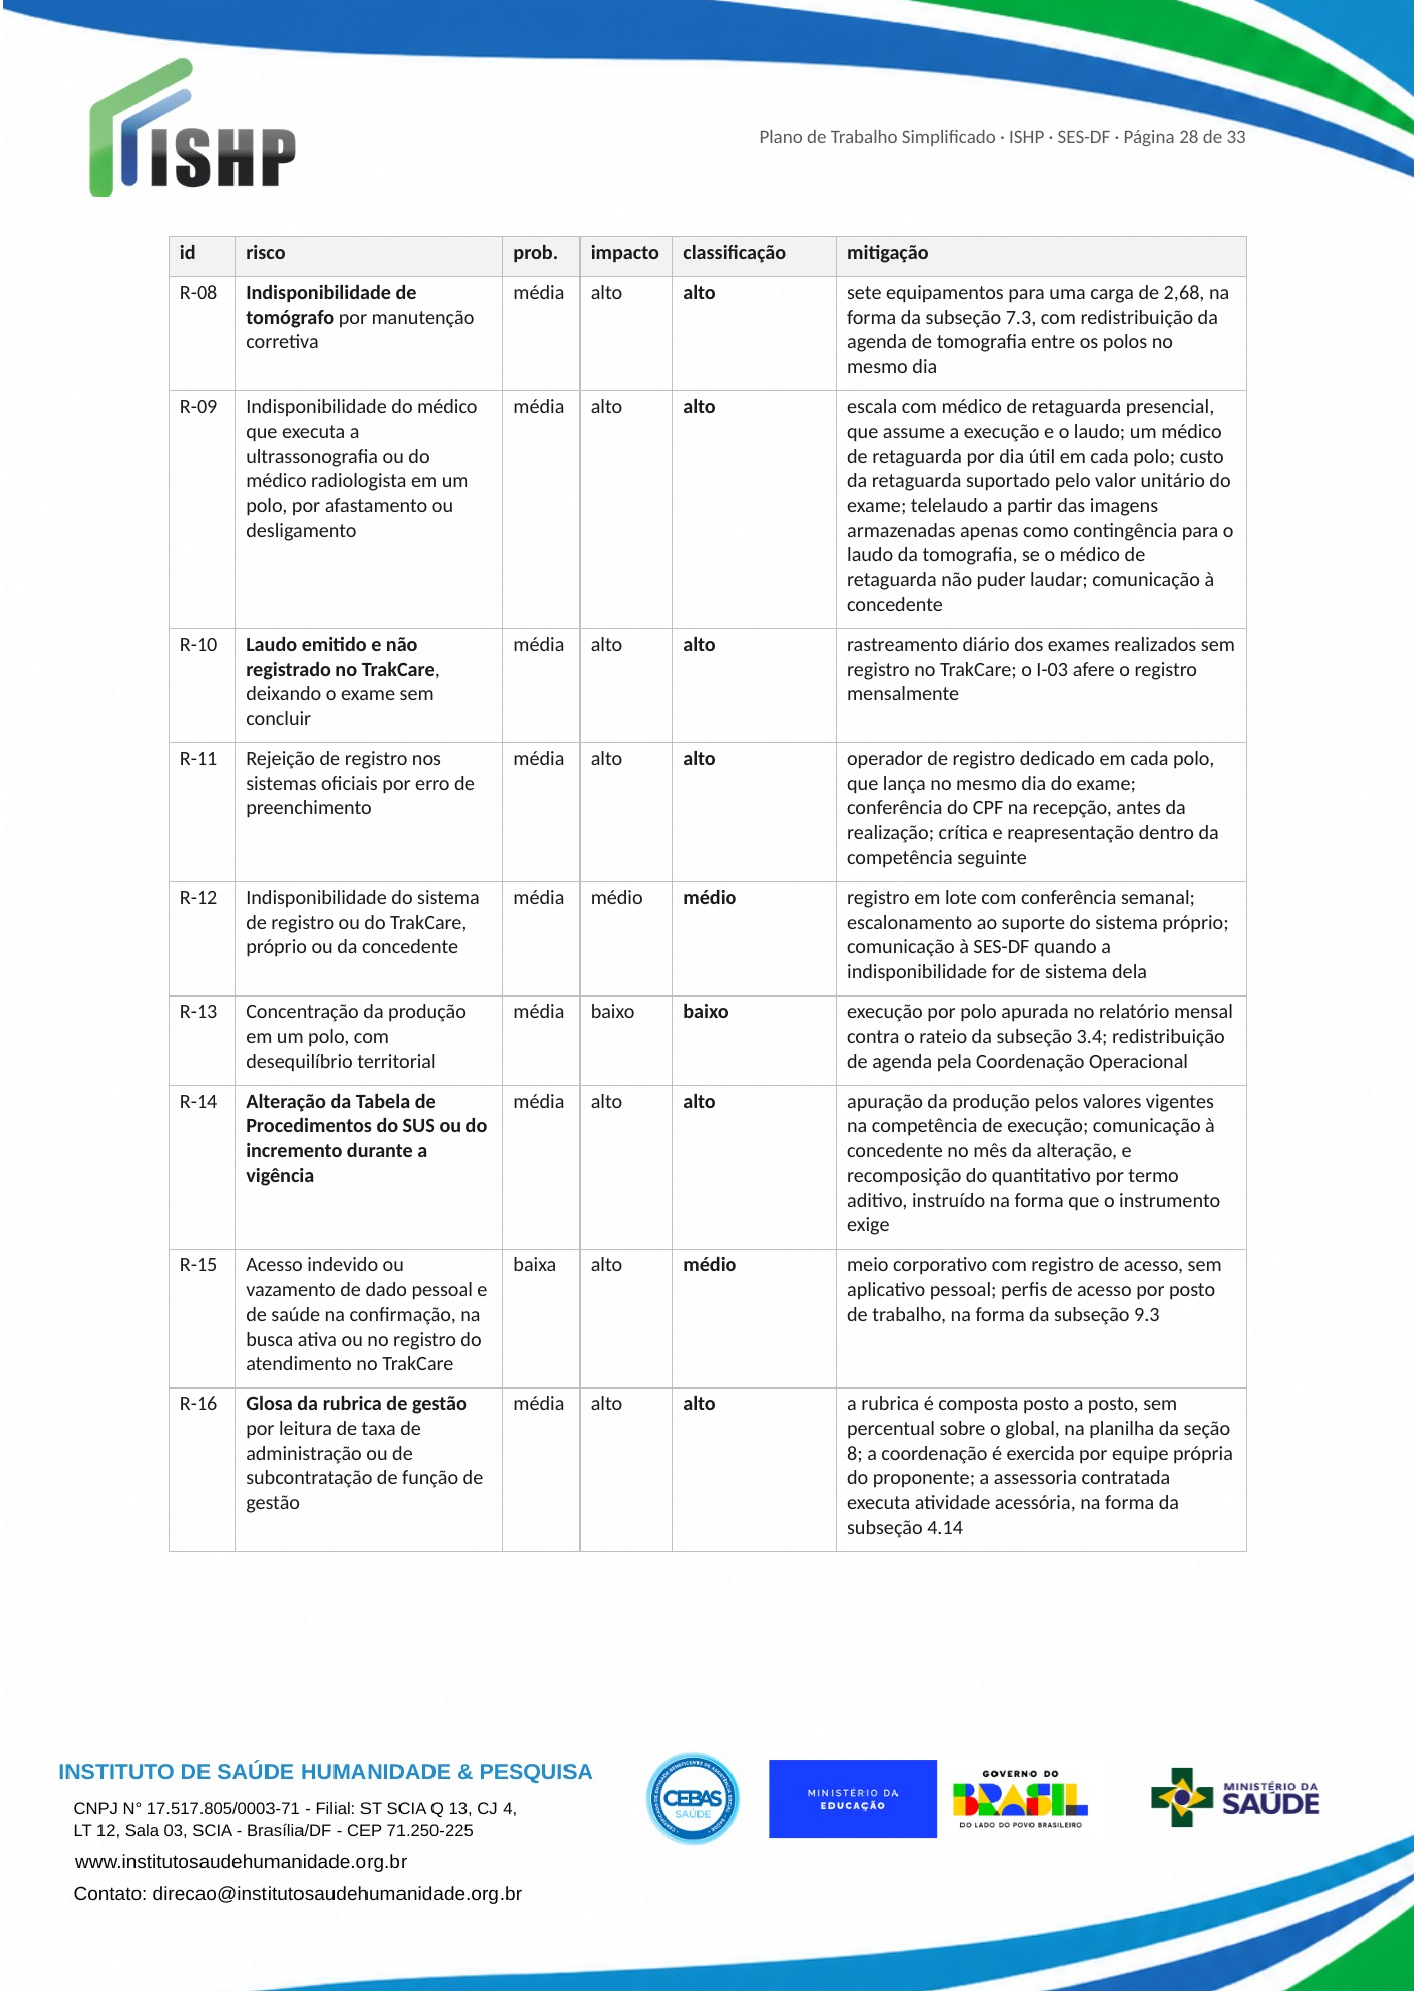 ISHP
Plano de Trabalho Simplificado · ISHP · SES-DF · Página 28 de 33
id risco prob. impacto classificação mitigação
R-08 Indisponibilidade de média alto alto sete equipamentos para uma carga de 2,68, na
tomógrafo por manutenção forma da subseção 7.3, com redistribuição da
corretiva agenda de tomografia entre os polos no
mesmo dia
R-09 Indisponibilidade do médico média alto alto escala com médico de retaguarda presencial,
que executa a que assume a execução e o laudo; um médico
ultrassonografia ou do de retaguarda por dia útil em cada polo; custo
médico radiologista em um da retaguarda suportado pelo valor unitário do
polo, por afastamento ou exame; telelaudo a partir das imagens
desligamento armazenadas apenas como contingência para o
laudo da tomografia, se o médico de
retaguarda não puder laudar; comunicação à
concedente
R-10 Laudo emitido e não média alto alto rastreamento diário dos exames realizados sem
registrado no TrakCare, registro no TrakCare; o I-03 afere o registro
deixando o exame sem mensalmente
concluir
R-11 Rejeição de registro nos média alto alto operador de registro dedicado em cada polo,
sistemas oficiais por erro de que lança no mesmo dia do exame;
preenchimento conferência do CPF na recepção, antes da
realização; crítica e reapresentação dentro da
competência seguinte
R-12 Indisponibilidade do sistema média médio médio registro em lote com conferência semanal;
de registro ou do TrakCare, escalonamento ao suporte do sistema próprio;
próprio ou da concedente comunicação à SES-DF quando a
indisponibilidade for de sistema dela
R-13 Concentração da produção média baixo baixo execução por polo apurada no relatório mensal
em um polo, com contra o rateio da subseção 3.4; redistribuição
desequilíbrio territorial de agenda pela Coordenação Operacional
R-14 Alteração da Tabela de média alto alto apuração da produção pelos valores vigentes
Procedimentos do SUS ou do na competência de execução; comunicação à
incremento durante a concedente no mês da alteração, e
vigência recomposição do quantitativo por termo
aditivo, instruído na forma que o instrumento
exige
R-15 Acesso indevido ou baixa alto médio meio corporativo com registro de acesso, sem
vazamento de dado pessoal e aplicativo pessoal; perfis de acesso por posto
de saúde na confirmação, na de trabalho, na forma da subseção 9.3
busca ativa ou no registro do
atendimento no TrakCare
R-16 Glosa da rubrica de gestão média alto alto a rubrica é composta posto a posto, sem
por leitura de taxa de percentual sobre o global, na planilha da seção
administração ou de 8; a coordenação é exercida por equipe própria
subcontratação de função de do proponente; a assessoria contratada
gestão executa atividade acessória, na forma da
subseção 4.14
INSTITUTO DE SAÚDE HUMANIDADE & PESQUISA
CNPJ N° 17.517.805/0003-71 - Filial: ST SCIA Q 13, CJ 4,
LT 12, Sala 03, SCIA - Brasília/DF - CEP 71.250-225
www.institutosaudehumanidade.org.br
Contato: direcao@institutosaudehumanidade.org.br
CEBAS
SAÚDE
MINISTÉRIO DA
EDUCAÇÃO
GOVERNO DO
BRASIL
DO LADO DO POVO BRASILEIRO
MINISTÉRIO DA
SAÚDE